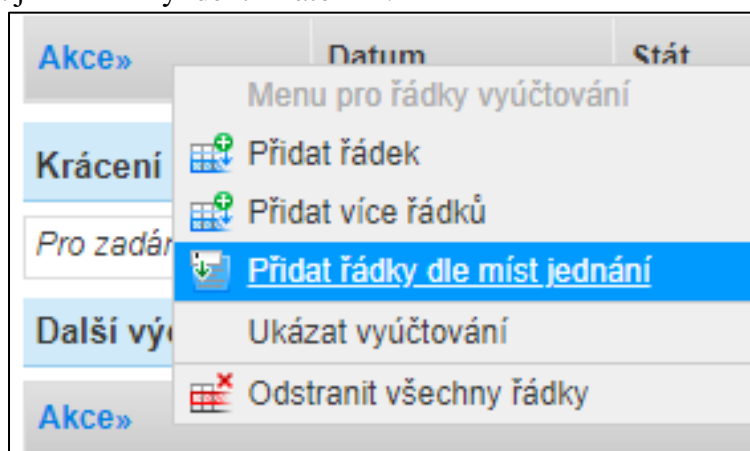 Akce» Datum Stát
Menu pro řádky vyúčtování
Krácení
Přidat řádek
Přidat více řádků
Pro zadán
Přidat řádky dle míst jednání
Další
Ukázat vyúčtování
Odstranit všechny řádky
Akce»